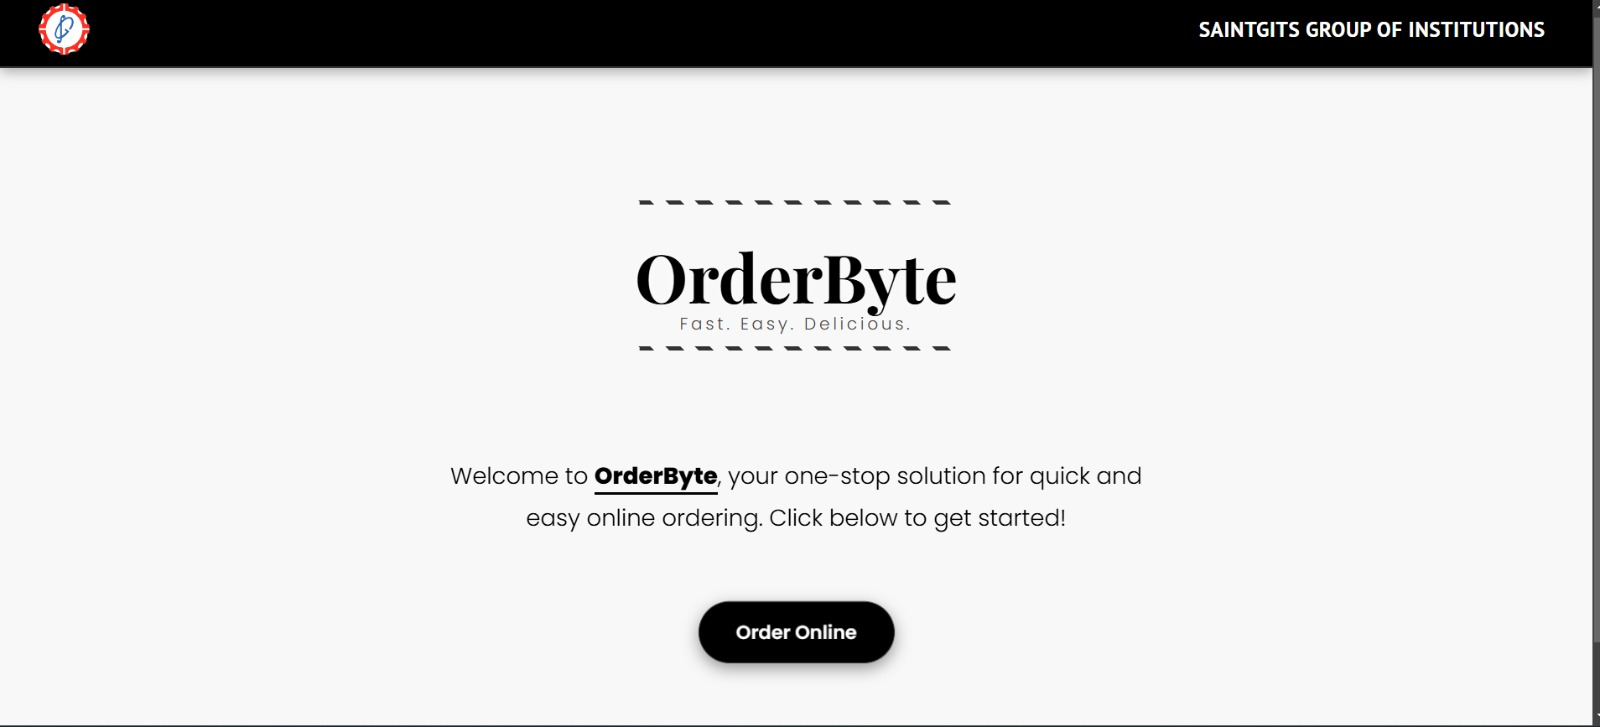 SAINTGITS GROUP OF INSTITUTIONS
OrderByte
Fast. Easy. Delicious.
Welcome to OrderByte, your one-stop solution for quick and
easy online ordering. Click below to get started!
Order Online